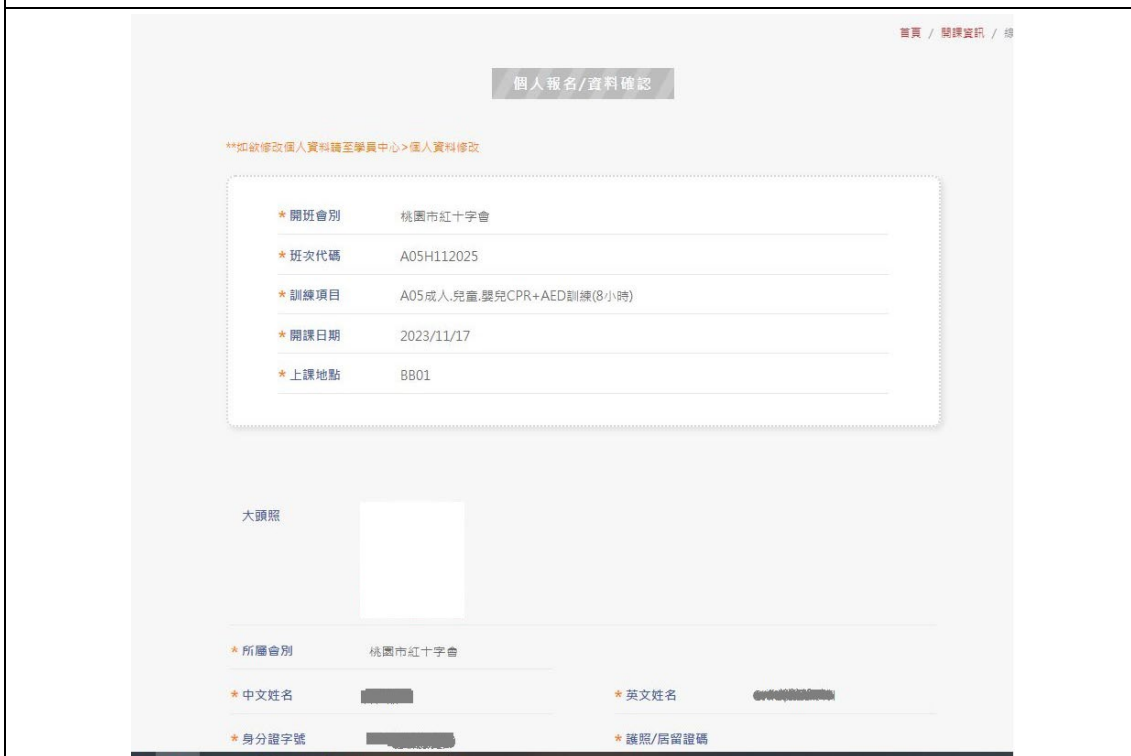 首頁 / 開課資訊 /
個人報名/資料確認
**如欲修改個人資料請至學員中心>個人資料修改
* 開班會別 桃園市紅十字會
* 班次代碼 A05H112025
* 訓練項目 A05成人.兒童.嬰兒CPR+AED訓練(8小時)
* 開課日期 2023/11/17
* 上課地點 BB01
大頭照
* 所屬會別 桃園市紅十字會
* 中文姓名 * 英文姓名
* 身分證字號 * 護照/居留證碼